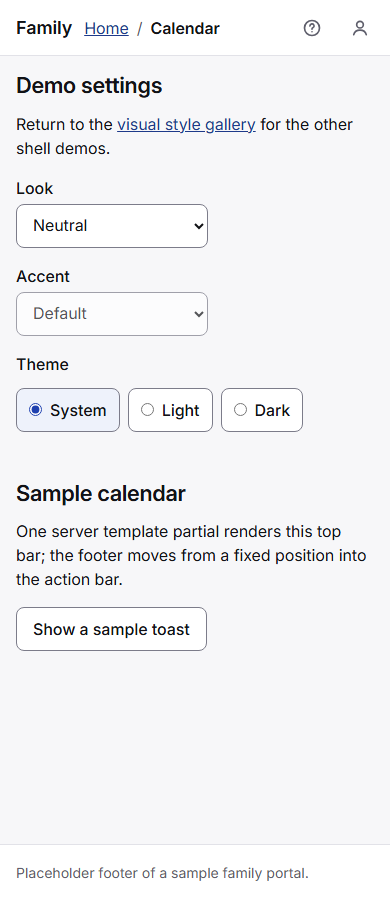 Family Home / Calendar
Demo settings
Return to the visual style gallery for the other
shell demos.
Look
Neutral
Accent
Default
Theme
System Light Dark
Sample calendar
One server template partial renders this top
bar; the footer moves from a fixed position into
the action bar.
Show a sample toast
Placeholder footer of a sample family portal.